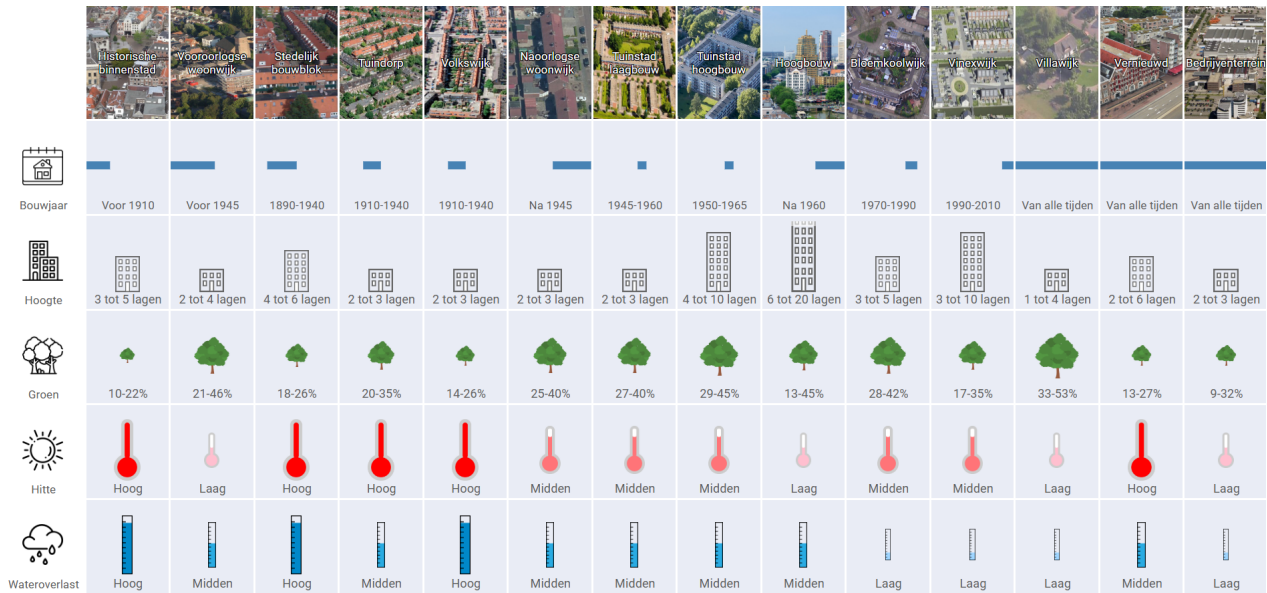 Historische
binnenstad
Vooroorlogse
woonwijk
Stedelijk
bouwblok
Tuindorp
Volkswijk
Naoorlogse
woonwijk
Tuinstad
laagbouw
Tuinstad
hoogbouw
Hoogbouw
Bloemkoolwijk
Vinexwijk
Villawijk
Vernieuwd
Bedrijventerrein
Bouwjaar
Voor 1910
Voor 1945
1890-1940
1910-1940
1910-1940
Na 1945
1945-1960
1950-1965
Na 1960
1970-1990
1990-2010
Van alle tijden
Van alle tijden
Van alle tijden
Hoogte
3 tot 5 lagen
2 tot 4 lagen
4 tot 6 lagen
2 tot 3 lagen
2 tot 3 lagen
2 tot 3 lagen
2 tot 3 lagen
4 tot 10 lagen
6 tot 20 lagen
3 tot 5 lagen
3 tot 10 lagen
1 tot 4 lagen
2 tot 6 lagen
2 tot 3 lagen
Groen
10-22%
21-46%
18-26%
20-35%
14-26%
25-40%
27-40%
29-45%
13-45%
28-42%
17-35%
33-53%
13-27%
9-32%
Hitte
Hoog
Laag
Hoog
Hoog
Hoog
Midden
Midden
Midden
Laag
Midden
Midden
Laag
Hoog
Laag
Wateroverlast
Hoog
Midden
Hoog
Midden
Hoog
Midden
Midden
Midden
Midden
Laag
Laag
Laag
Midden
Laag